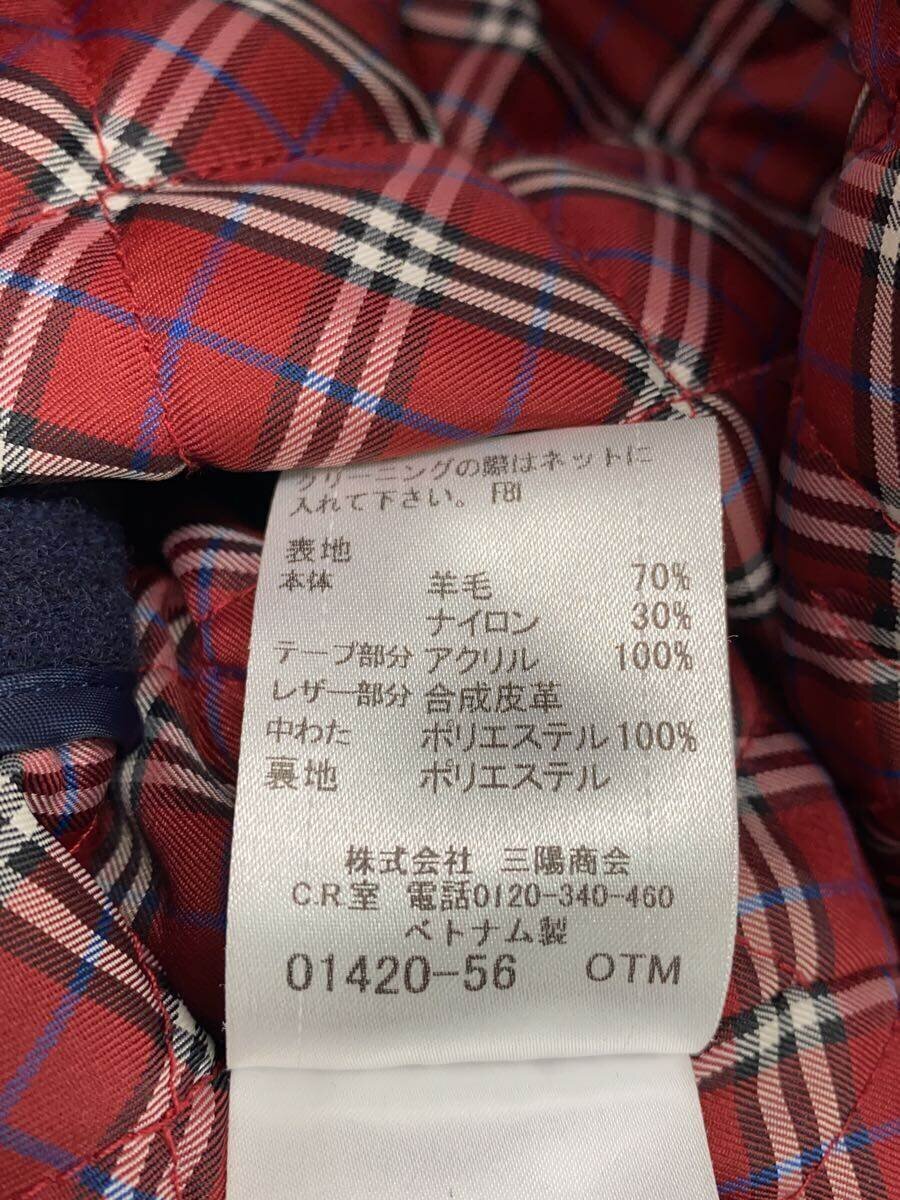 クリーニングの際はネットに
入れて下さい。 F81
表地
本体 羊毛 70%
ナイロン 30%
テープ部分 アクリル 100%
レザー部分 合成皮革
中わた ポリエステル 100%
裏地 ポリエステル
株式会社 三陽商会
C.R室 電話0120-340-460
ベトナム製
01420-56 OTM